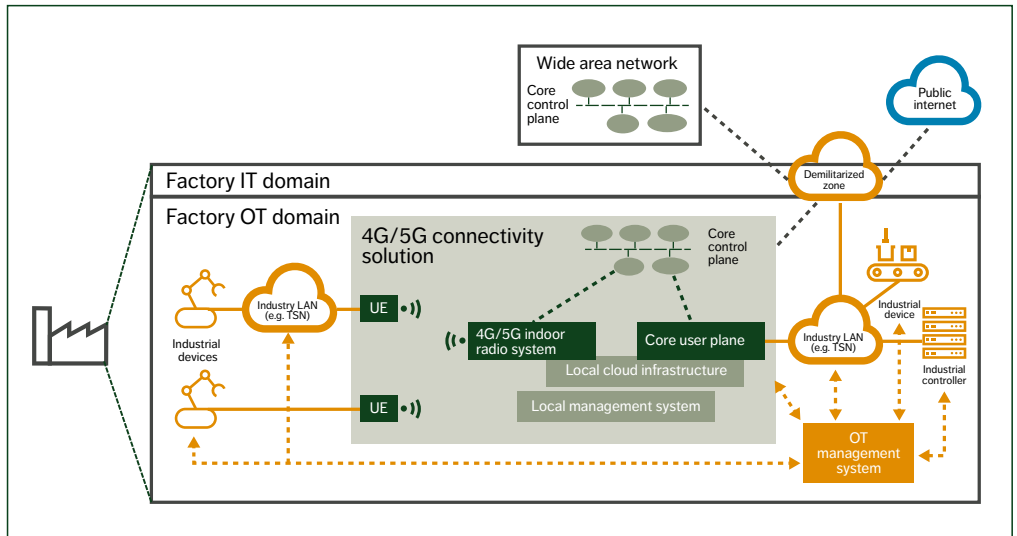 Wide area network
Core
control
plane
Public
internet
Demilitarized
zone
Factory IT domain
Factory OT domain
4G/5G connectivity
solution
Core
control
plane
Industry LAN
(e.g. TSN)
UE
Industrial
devices
4G/5G indoor
radio system
Core user plane
Local cloud infrastructure
Local management system
Industry LAN
(e.g. TSN)
Industrial
device
Industrial
controller
UE
OT
management
system